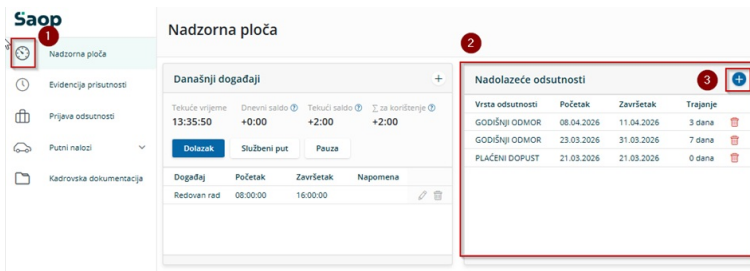 Saop
1
Nadzorna ploča
Evidencija prisutnosti
Prijava odsutnosti
Putni nalozi
Kadrovska dokumentacija
Nadzorna ploča
Današnji događaji
Tekuće vrijeme Dnevni saldo Tekući saldo Σ za korištenje
13:35:50 +0:00 +2:00 +2:00
Dolazak Službeni put Pauza
Događaj Početak Završetak Napomena
Redovan rad 08:00:00 16:00:00
2
Nadolazeće odsutnosti 3
Vrsta odsutnosti Početak Završetak Trajanje
GODIŠNJI ODMOR 08.04.2026 11.04.2026 3 dana
GODIŠNJI ODMOR 23.03.2026 31.03.2026 7 dana
PLAĆENI DOPUST 21.03.2026 21.03.2026 0 dana